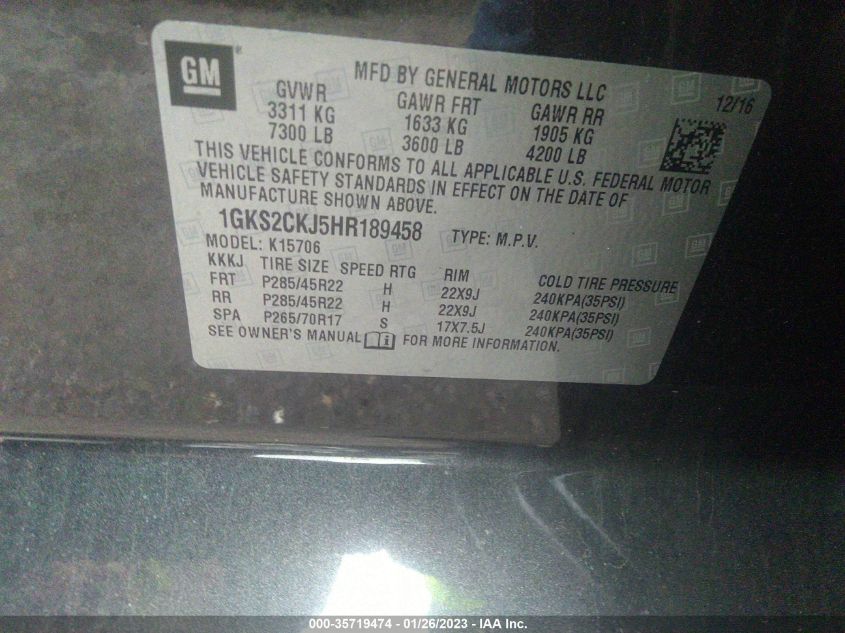 GM
MFD BY GENERAL MOTORS LLC
12/16
GVWR GAWR FRT GAWR RR
3311 KG 1633 KG 1905 KG
7300 LB 3600 LB 4200 LB
THIS VEHICLE CONFORMS TO ALL APPLICABLE U.S. FEDERAL MOTOR
VEHICLE SAFETY STANDARDS IN EFFECT ON THE DATE OF
MANUFACTURE SHOWN ABOVE.
1GKS2CKJ5HR189458 TYPE: M.P.V.
MODEL: K15706
KKKJ TIRE SIZE SPEED RTG RIM COLD TIRE PRESSURE
FRT P285/45R22 H 22X9J 240KPA(35PSI)
RR P285/45R22 H 22X9J 240KPA(35PSI)
SPA P265/70R17 S 17X7.5J 240KPA(35PSI)
SEE OWNER'S MANUAL FOR MORE INFORMATION.
000-35719474 - 01/26/2023 - IAA Inc.